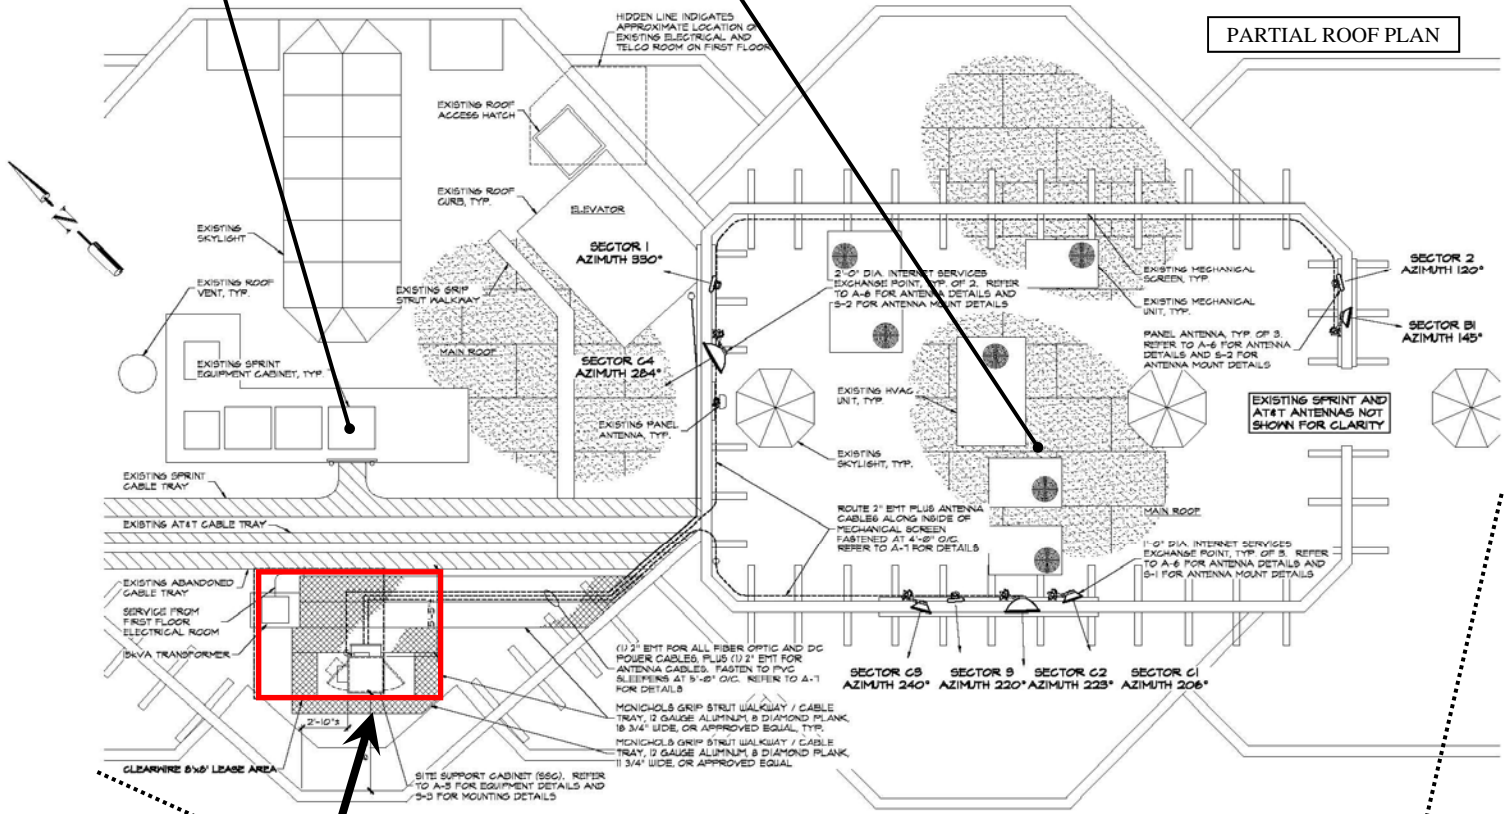 HIDDEN LINE INDICATES
APPROXIMATE LOCATION OF
EXISTING ELECTRICAL AND
TELCO ROOM ON FIRST FLOOR
PARTIAL ROOF PLAN
EXISTING ROOF
ACCESS HATCH
N
EXISTING ROOF
CURB, TYP.
ELEVATOR
EXISTING
SKYLIGHT
SECTOR 1
AZIMUTH 330°
SECTOR 2
AZIMUTH 120°
EXISTING MECHANICAL
SCREEN, TYP.
EXISTING ROOF
VENT, TYP.
EXISTING GRIP
STRUT WALKWAY
2'-0" DIA. INTERNET SERVICES
EXCHANGE POINT, TYP. OF 2. REFER
TO A-6 FOR ANTENNA DETAILS AND
S-2 FOR ANTENNA MOUNT DETAILS
EXISTING MECHANICAL
UNIT, TYP.
SECTOR B1
AZIMUTH 145°
PANEL ANTENNA, TYP. OF 3.
REFER TO A-6 FOR ANTENNA
DETAILS AND S-2 FOR
ANTENNA MOUNT DETAILS
MAIN ROOF
EXISTING SPRINT
EQUIPMENT CABINET, TYP
SECTOR C4
AZIMUTH 284°
EXISTING HVAC
UNIT, TYP
EXISTING SPRINT AND
AT&T ANTENNAS NOT
SHOWN FOR CLARITY
EXISTING PANEL
ANTENNA, TYP.
EXISTING
SKYLIGHT, TYP.
EXISTING SPRINT
CABLE TRAY
EXISTING AT&T CABLE TRAY
ROUTE 2" EMT PLUS ANTENNA
CABLES ALONG INSIDE OF
MECHANICAL SCREEN
FASTENED AT 4'-0" O/C.
REFER TO A-7 FOR DETAILS
MAIN ROOF
1'-0" DIA. INTERNET SERVICES
EXCHANGE POINT, TYP. OF 3. REFER
TO A-6 FOR ANTENNA DETAILS AND
S-1 FOR ANTENNA MOUNT DETAILS
EXISTING ABANDONED
CABLE TRAY
SERVICE FROM
FIRST FLOOR
ELECTRICAL ROOM
15kVA TRANSFORMER
5'-5"
(1) 2" EMT FOR ALL FIBER OPTIC AND DC
POWER CABLES, PLUS (1) 2" EMT FOR
ANTENNA CABLES. FASTEN TO PVC
SLEEPERS AT 5'-0" O/C. REFER TO A-7
FOR DETAILS
SECTOR C3
AZIMUTH 240°
SECTOR 3
AZIMUTH 220°
SECTOR C2
AZIMUTH 223°
SECTOR C1
AZIMUTH 206°
MCNICHOLS GRIP STRUT WALKWAY / CABLE
TRAY, 12 GAUGE ALUMINUM, 8 DIAMOND PLANK,
18 3/4" WIDE, OR APPROVED EQUAL, TYP.
2'-10"±
MCNICHOLS GRIP STRUT WALKWAY / CABLE
TRAY, 12 GAUGE ALUMINUM, 8 DIAMOND PLANK,
11 3/4" WIDE, OR APPROVED EQUAL
CLEARWIRE 8'x8' LEASE AREA
SITE SUPPORT CABINET (SSC). REFER
TO A-5 FOR EQUIPMENT DETAILS AND
S-3 FOR MOUNTING DETAILS